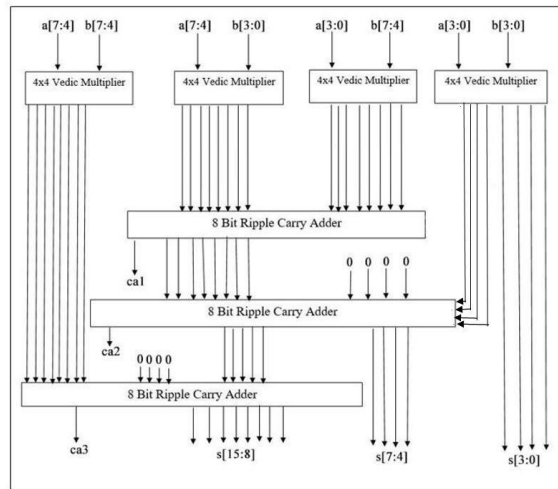 a[7:4] b[7:4] a[7:4] b[3:0] a[3:0] b[7:4] a[3:0] b[3:0]
4x4 Vedic Multiplier 4x4 Vedic Multiplier 4x4 Vedic Multiplier 4x4 Vedic Multiplier
8 Bit Ripple Carry Adder
ca1 0 0 0 0
8 Bit Ripple Carry Adder
ca2
0 0 0 0
8 Bit Ripple Carry Adder
ca3 s[15:8] s[7:4] s[3:0]